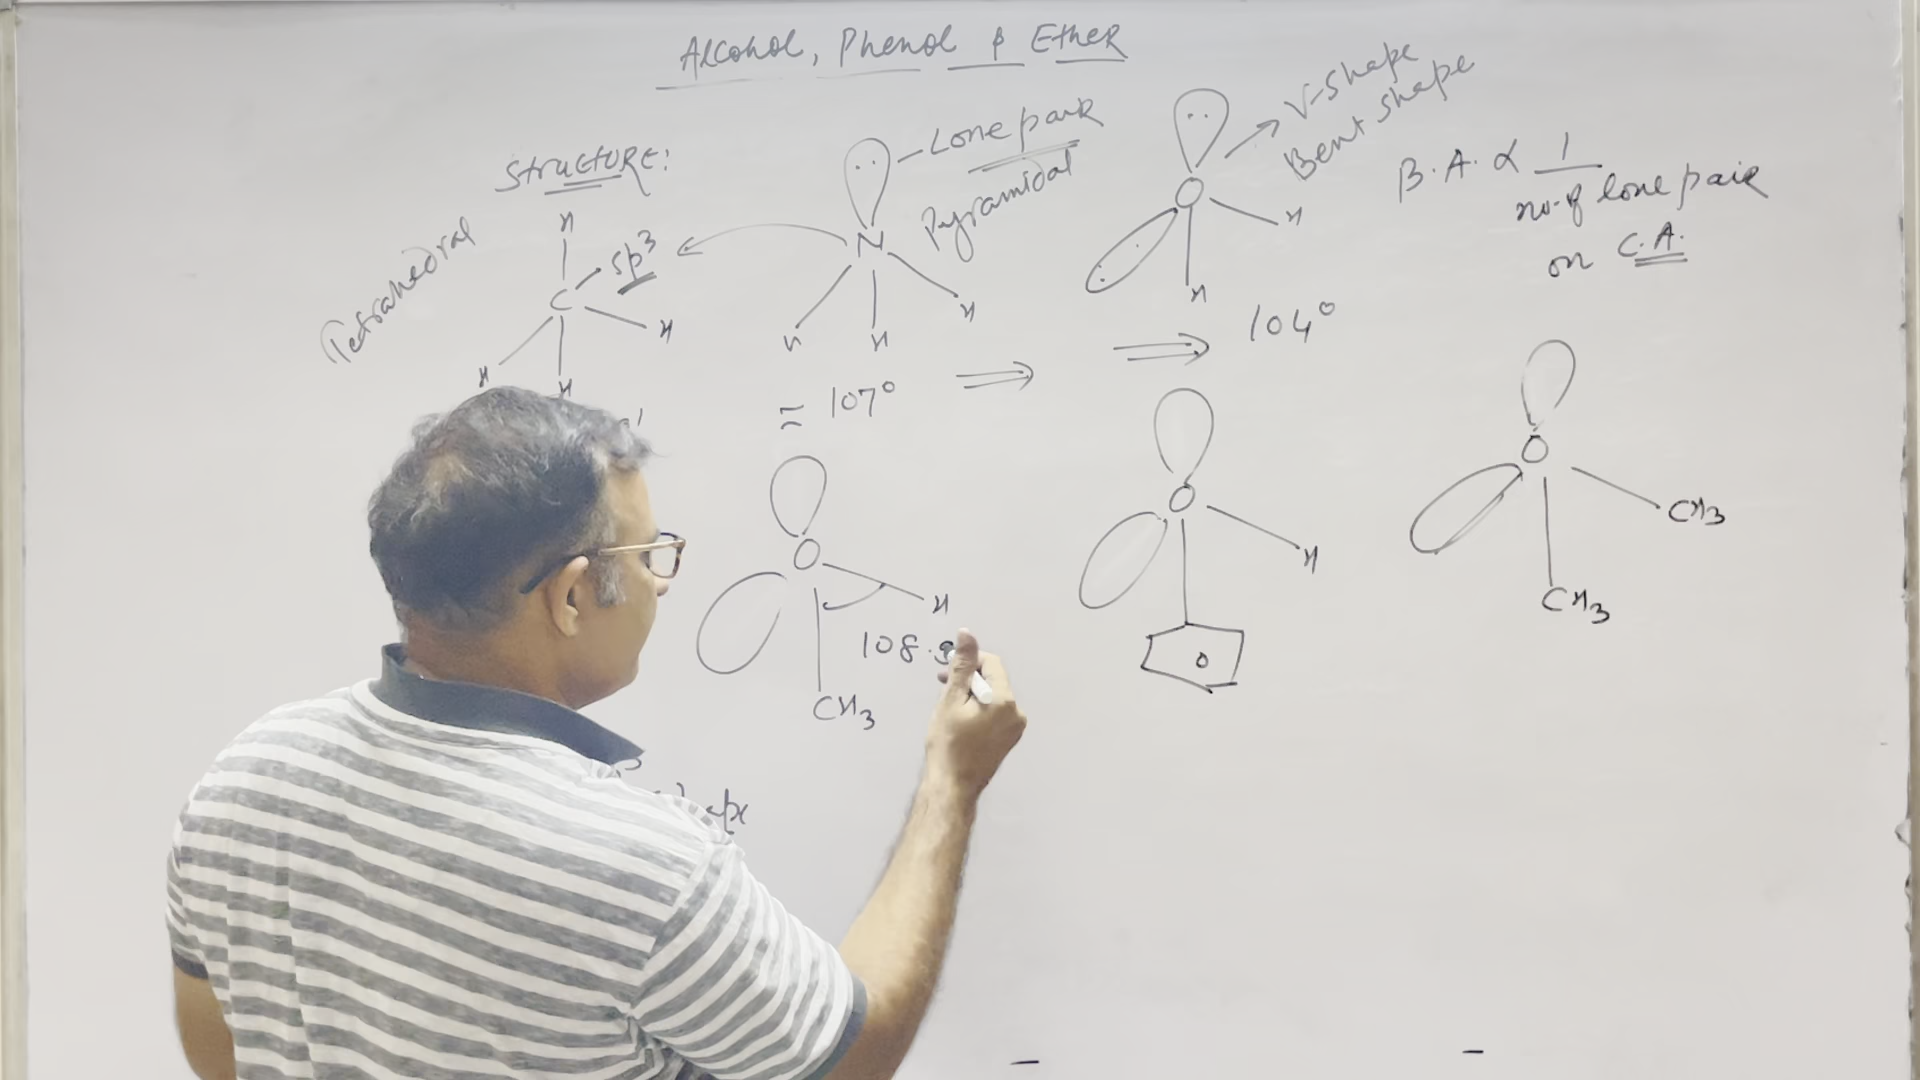 Alcohol, Phenol & Ether
Structure:
Tetrahedral
H
C
sp3
H
H
H
Lone pair
Pyramidal
N
H
H
H
≈ 107°
V-shape
Bent shape
O
H
H
104°
B.A. ∝ 1
no. of lone pair
on C.A.
O
H
108.9
CH3
O
H
O
CH3
CH3